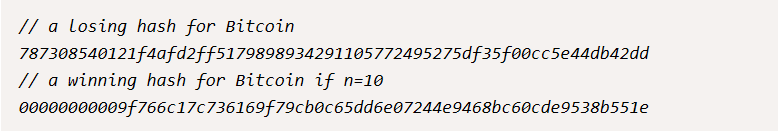 // a losing hash for Bitcoin
787308540121f4afd2ff5179898934291105772495275df35f00cc5e44db42dd
// a winning hash for Bitcoin if n=10
00000000009f766c17c736169f79cb0c65dd6e07244e9468bc60cde9538b551e